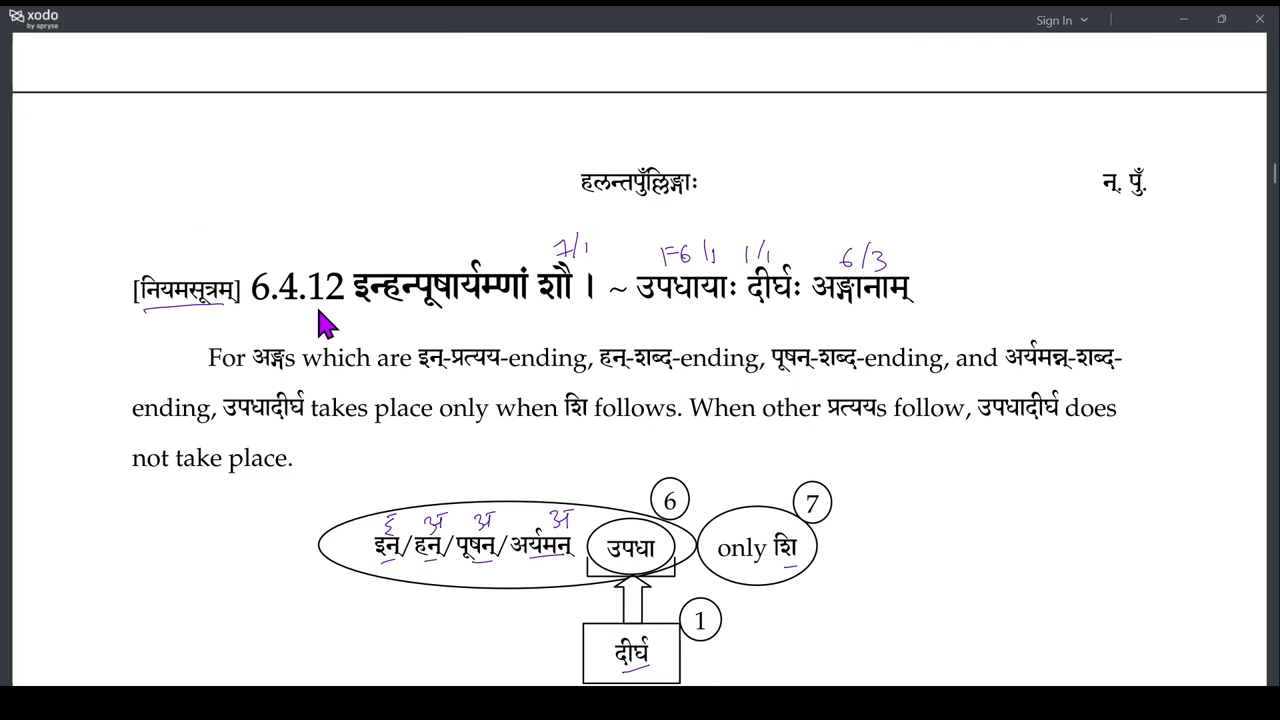 xodo
by apryse
Sign In
हलन्तपुँल्लिङ्गाः न्. पुँ.
7/1 F6/1 1/1 6/3
[नियमसूत्रम्] 6.4.12 इन्हन्पूषार्यम्णां शौ । ~ उपधायाः दीर्घः अङ्गानाम्
For अङ्गs which are इन्-प्रत्यय-ending, हन्-शब्द-ending, पूषन्-शब्द-ending, and अर्यमन्न्-शब्द-
ending, उपधादीर्घ takes place only when शि follows. When other प्रत्ययs follow, उपधादीर्घ does
not take place.
6 7
इ अ अ अ
इन्/हन्/पूषन्/अर्यमन् उपधा only शि
1
दीर्घ